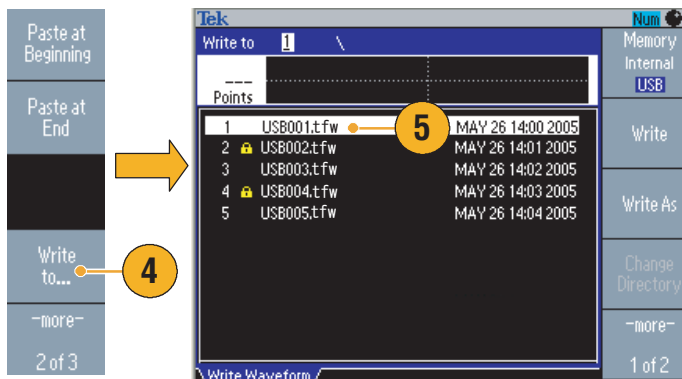 Paste at
Beginning
Paste at
End
Write
to...
-more-
2 of 3
4
Tek
Num
Write to 1 \
---
Points
1 USB001.tfw MAY 26 14:00 2005
2 USB002.tfw MAY 26 14:01 2005
3 USB003.tfw MAY 26 14:02 2005
4 USB004.tfw MAY 26 14:03 2005
5 USB005.tfw MAY 26 14:04 2005
5
Write Waveform
Memory
Internal
USB
Write
Write As
Change
Directory
-more-
1 of 2